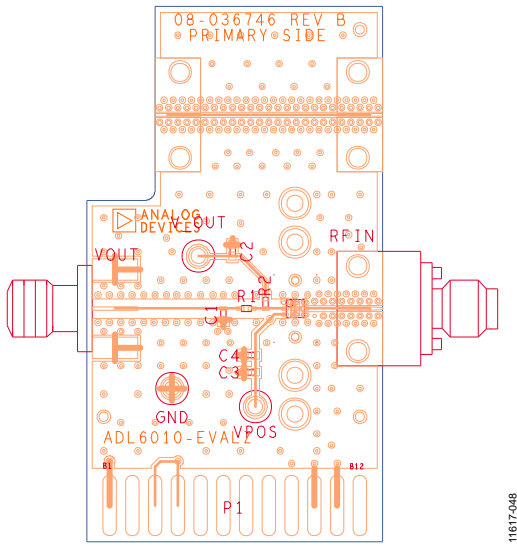 08-036746 REV B
PRIMARY SIDE
ANALOG
DEVICES
V_OUT
VOUT
C2
RFIN
R2
R1
C1
C4
C3
GND
VPOS
ADL6010-EVALZ
B1
B12
P1
11617-048